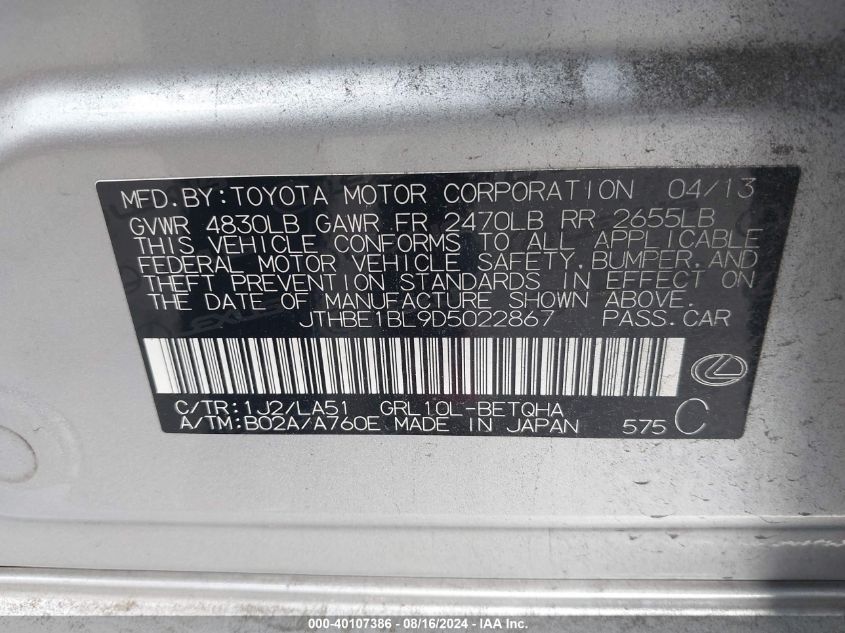 MFD.BY:TOYOTA MOTOR CORPORATION 04/13
GVWR 4830LB GAWR FR 2470LB RR 2655LB
THIS VEHICLE CONFORMS TO ALL APPLICABLE
FEDERAL MOTOR VEHICLE SAFETY,BUMPER,AND
THEFT PREVENTION STANDARDS IN EFFECT ON
THE DATE OF MANUFACTURE SHOWN ABOVE.
JTHBE1BL9D5022867 PASS.CAR
C/TR:1J2/LA51 GRL10L-BETQHA
A/TM:B02A/A760E MADE IN JAPAN 575 C
000-40107386 - 08/16/2024 - IAA Inc.